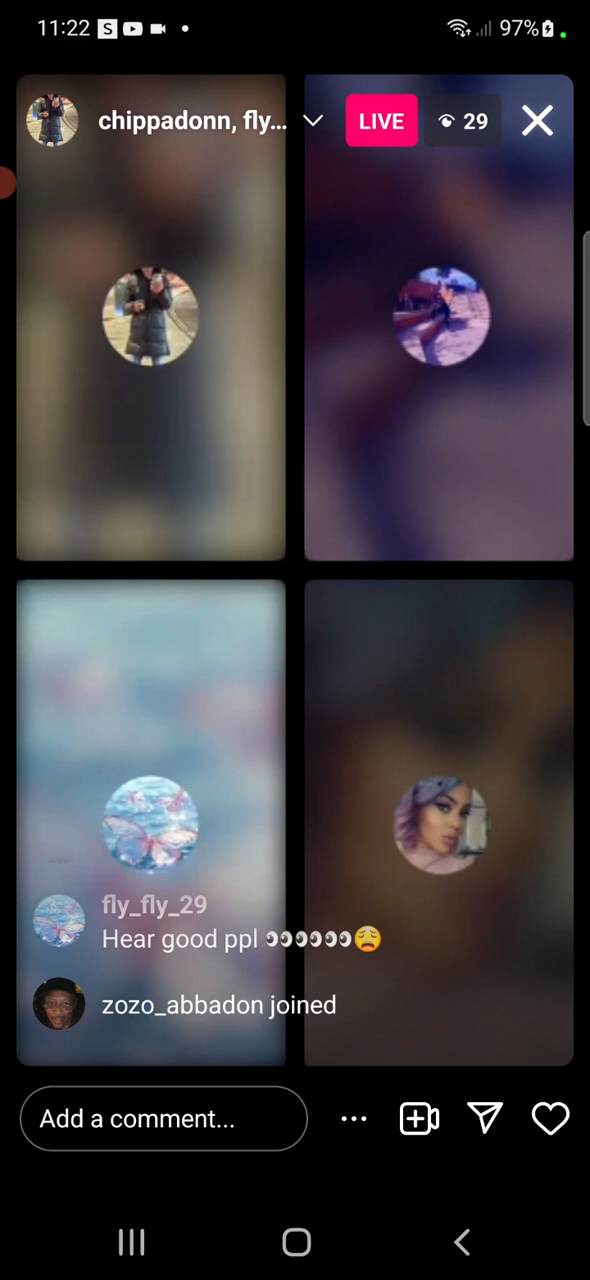 11:22 S 97%
chippadonn, fly... LIVE 29
fly_fly_29
Hear good ppl 👀👀👀😩
zozo_abbadon joined
Add a comment...